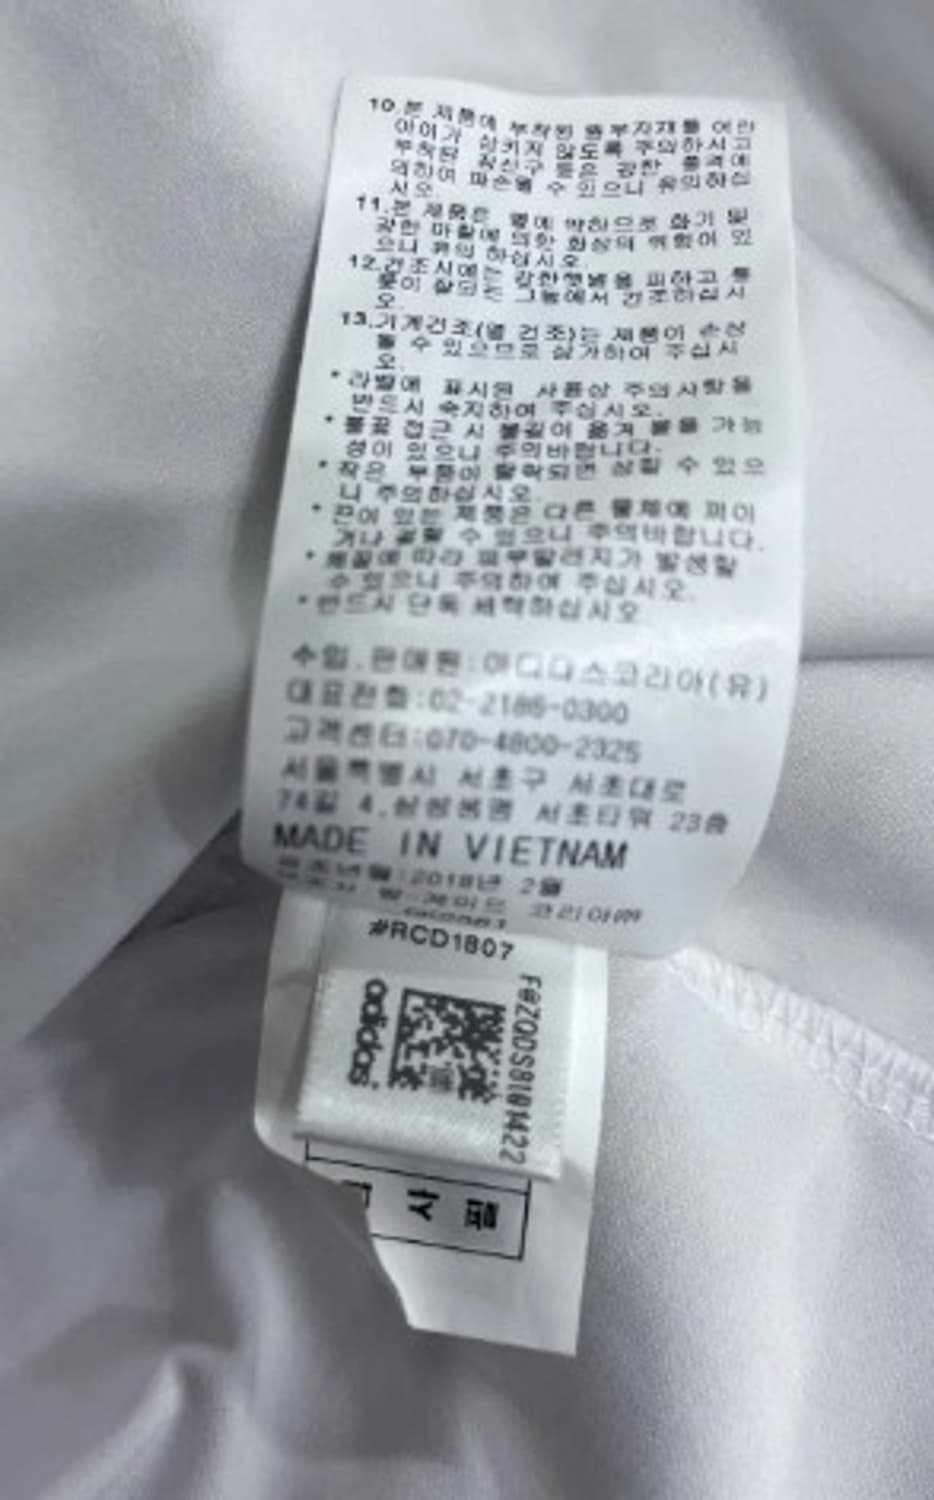 10.본 제품에 부착된 원부자재를 어린
아이가 삼키지 않도록 주의하시고
부착된 장신구 등은 강한 충격에
의하여 파손될 수 있으니 유의하십
시오
11.본 제품은 열에 약하므로 화기 및
강한 마찰에 의한 화상의 위험이 있
으니 유의 하십시오.
12.건조시에는 강한햇볕을 피하고 통
풍이 잘되는 그늘에서 건조하십시
오.
13.기계건조(열 건조)는 제품이 손상
될 수 있으므로 삼가하여 주십시
오.
*라벨에 표시된 사용상 주의사항을
반드시 숙지하여 주십시오.
*불꽃 접근 시 불길이 옮겨 붙을 가능
성이 있으니 주의바랍니다.
*작은 부품이 탈락되면 삼킬 수 있으
니 주의하십시오.
*끈이 있는 제품은 다른 물체에 끼이
거나 걸릴 수 있으니 주의바랍니다.
*체질에 따라 피부알러지가 발생할
수 있으니 주의하여 주십시오.
*반드시 단독 세탁하십시오
수입.판매원:아디다스코리아(유)
대표전화:02-2186-0300
고객센터:070-4800-2325
서울특별시 서초구 서초대로
74길 4,삼성생명 서초타워 23층
MADE IN VIETNAM
제조년월:2018년 2월
코리아㈜
#RCD1807
adidas